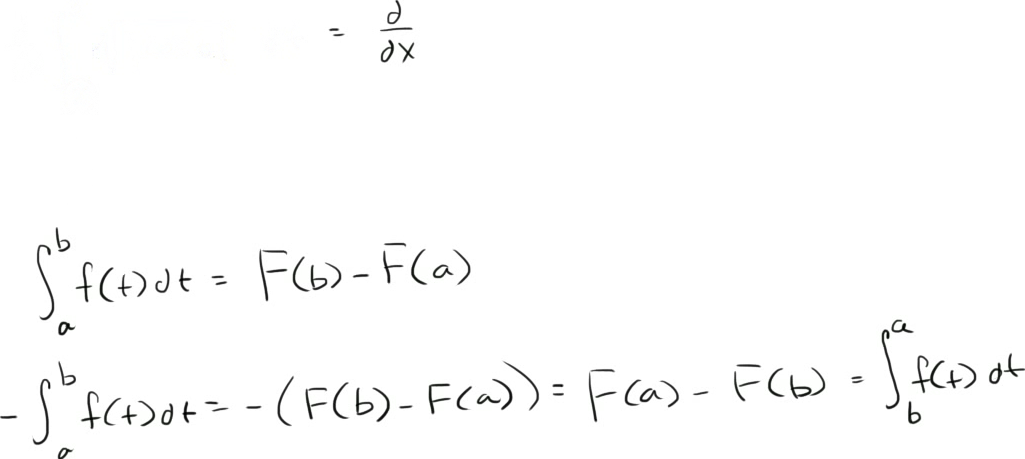 = ∂/∂x
∫_a^b f(t)dt = F(b) - F(a)
-∫_a^b f(t)dt = -(F(b) - F(a)) = F(a) - F(b) = ∫_b^a f(t) dt